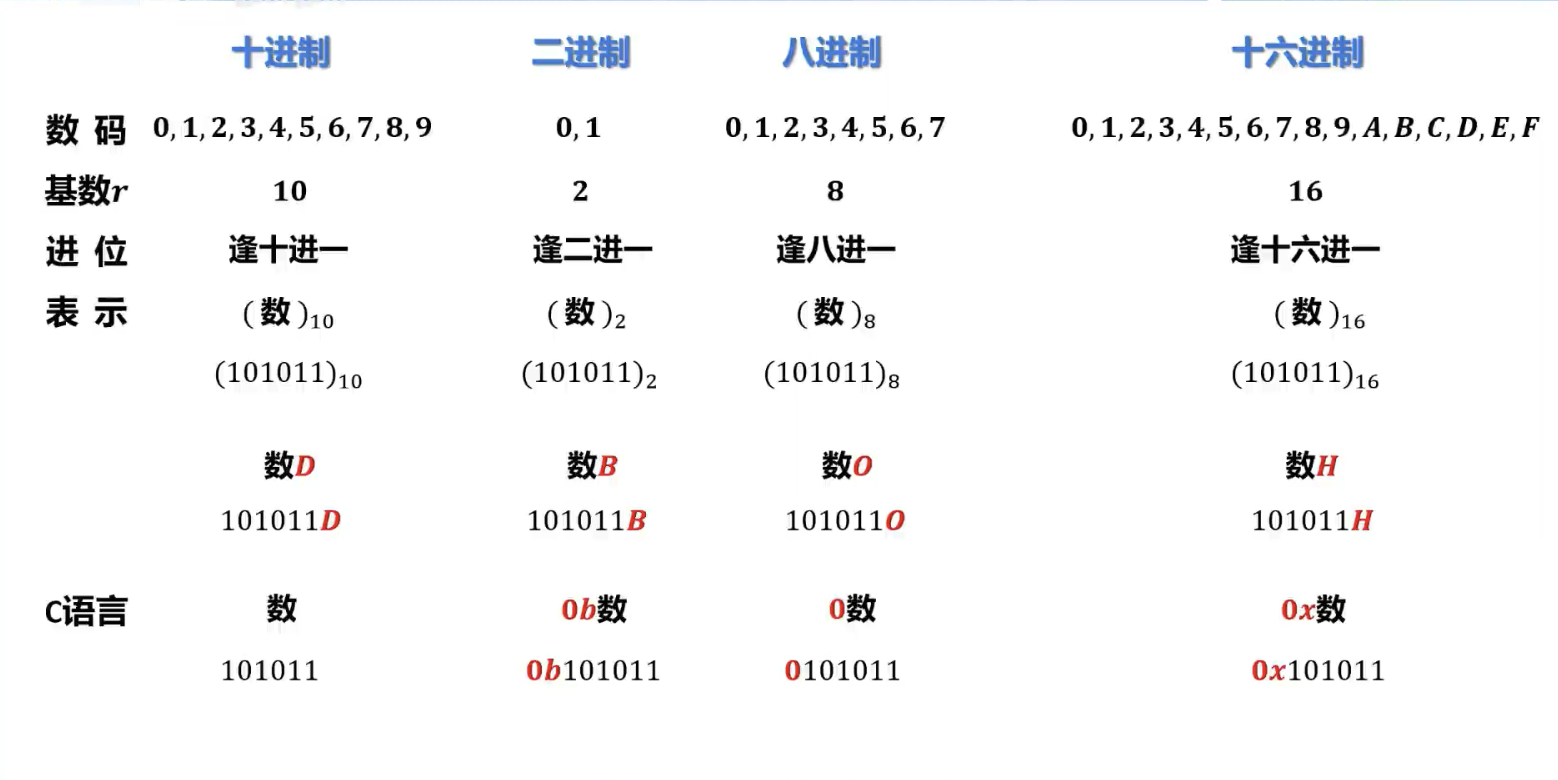 十进制 二进制 八进制 十六进制
数 码 0,1,2,3,4,5,6,7,8,9 0,1 0,1,2,3,4,5,6,7 0,1,2,3,4,5,6,7,8,9,A,B,C,D,E,F
基数r 10 2 8 16
进 位 逢十进一 逢二进一 逢八进一 逢十六进一
表 示 (数)₁₀ (数)₂ (数)₈ (数)₁₆
(101011)₁₀ (101011)₂ (101011)₈ (101011)₁₆
数D 数B 数O 数H
101011D 101011B 101011O 101011H
C语言 数 0b数 0数 0x数
101011 0b101011 0101011 0x101011